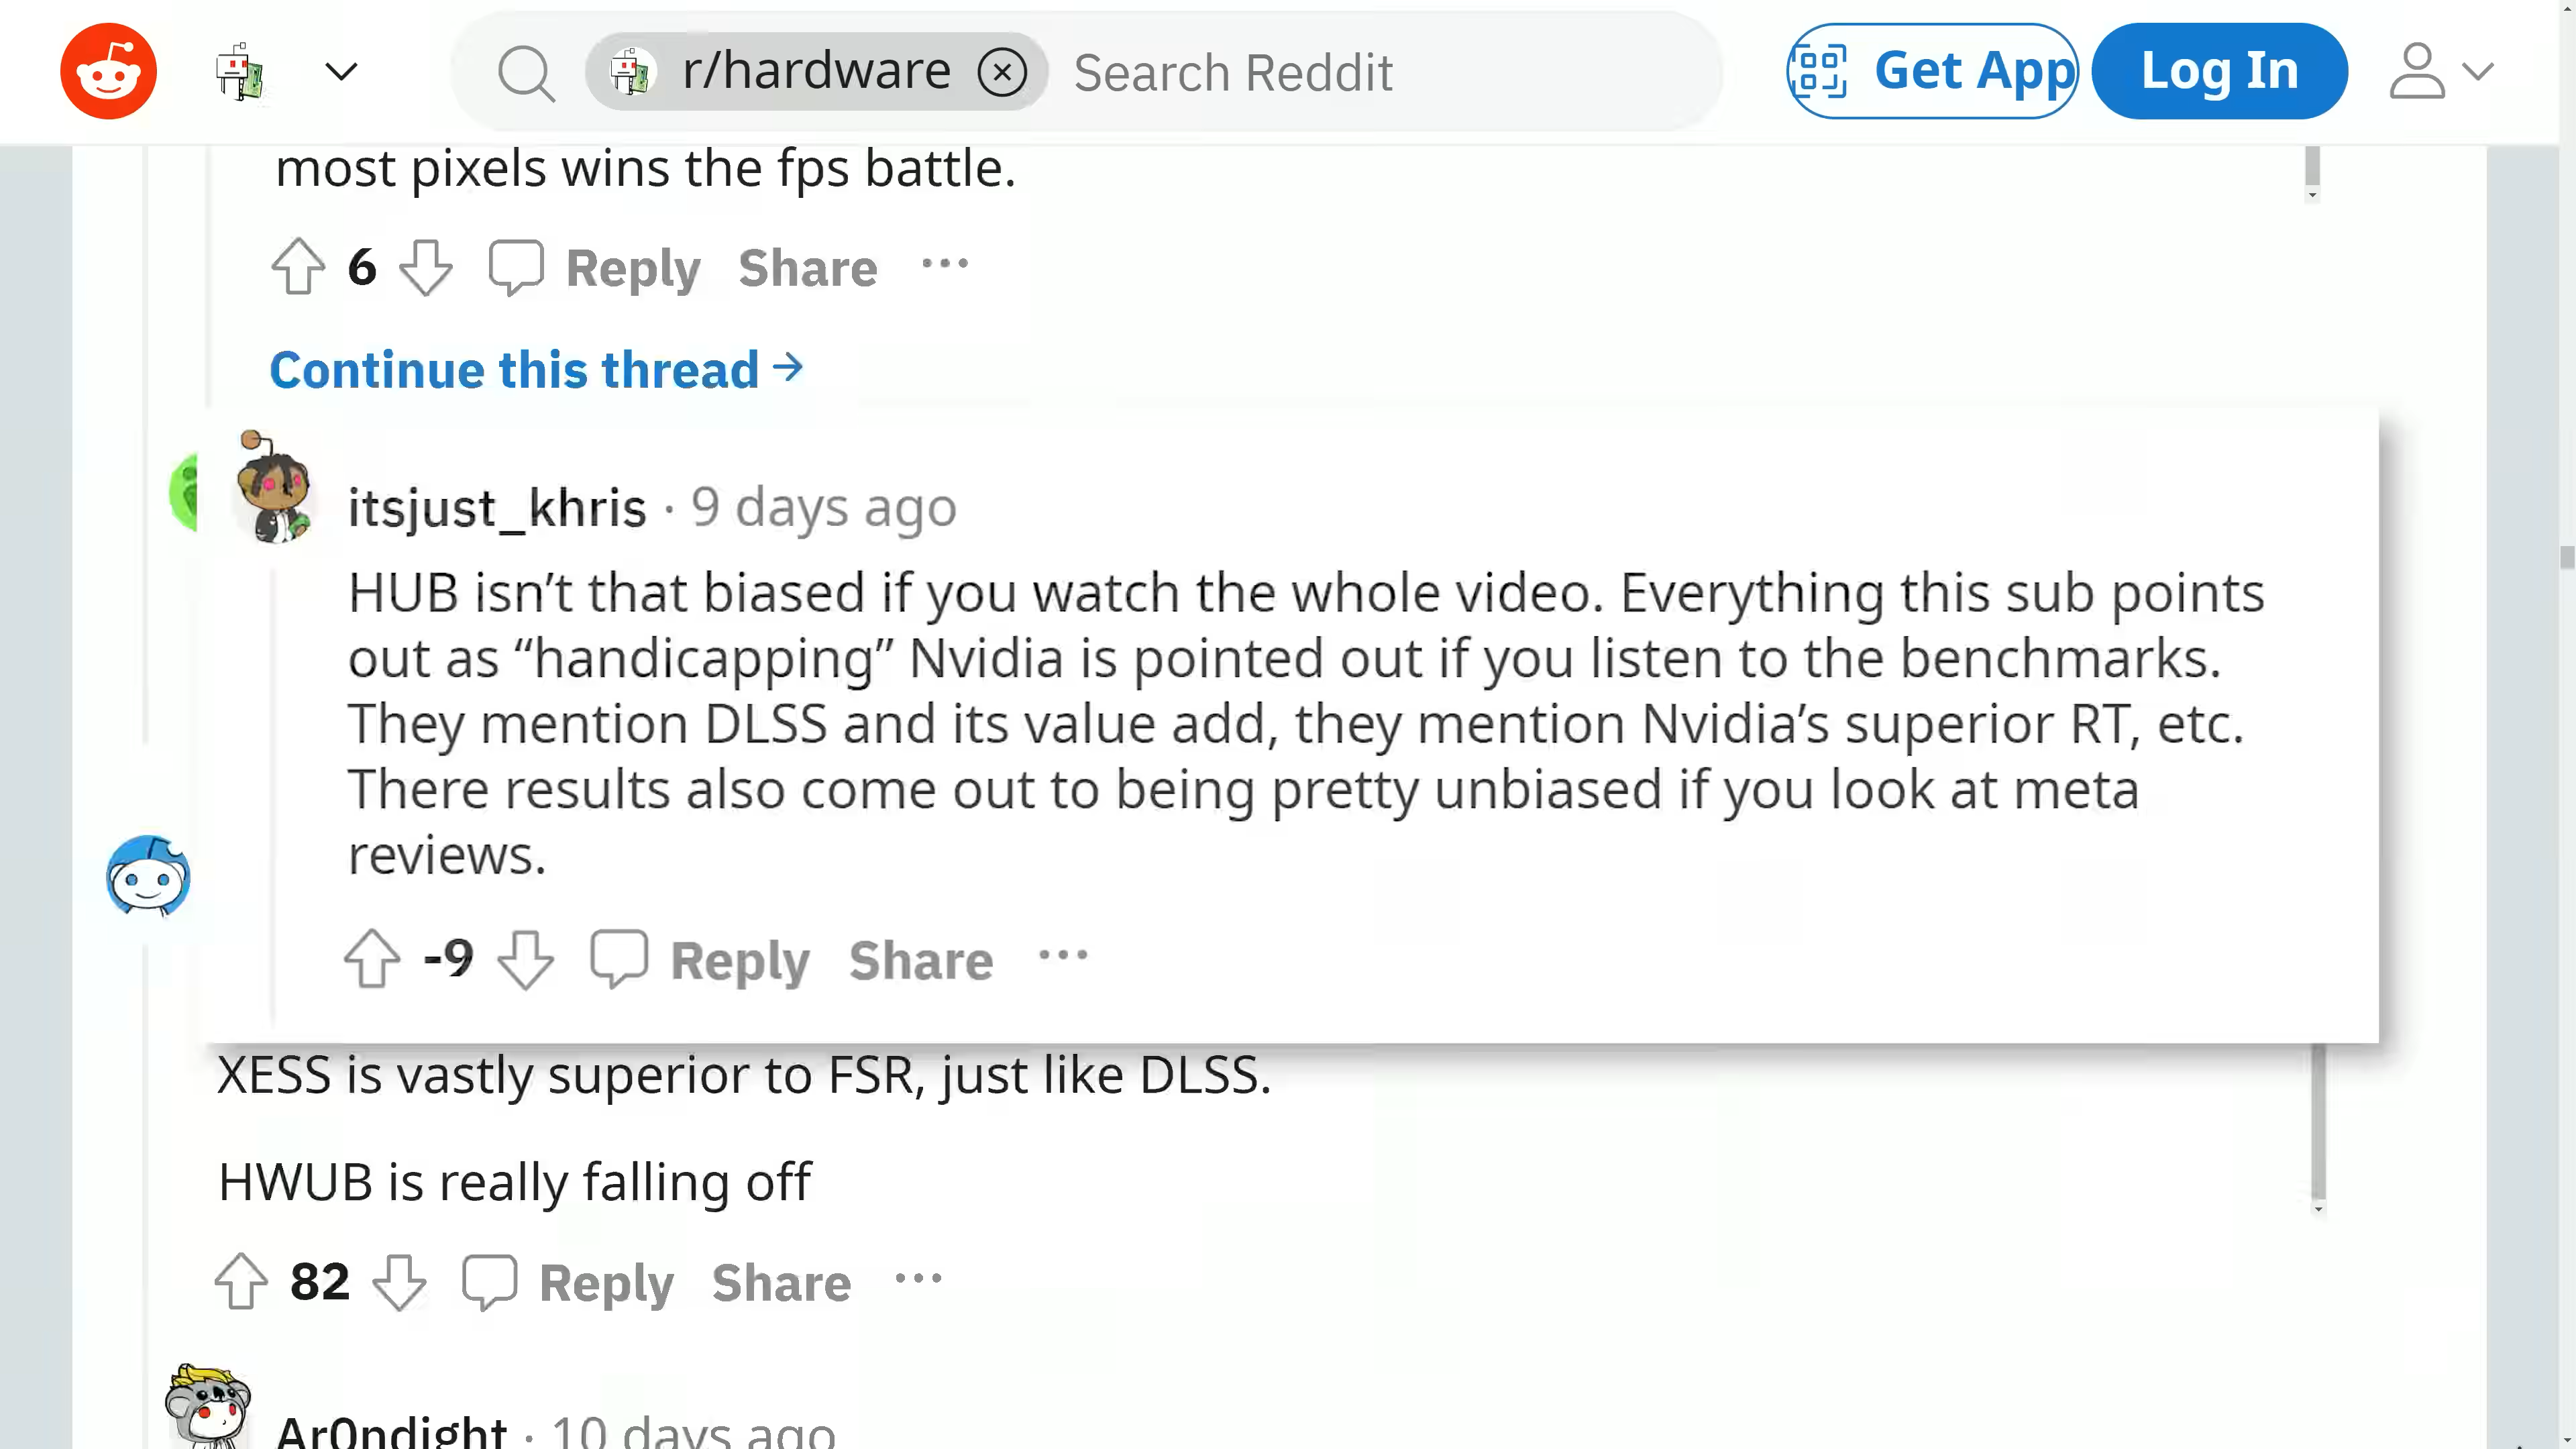 r/hardware Search Reddit Get App Log In
most pixels wins the fps battle.
6 Reply Share ...
Continue this thread →
itsjust_khris · 9 days ago
HUB isn’t that biased if you watch the whole video. Everything this sub points
out as “handicapping” Nvidia is pointed out if you listen to the benchmarks.
They mention DLSS and its value add, they mention Nvidia’s superior RT, etc.
There results also come out to being pretty unbiased if you look at meta
reviews.
-9 Reply Share ...
XESS is vastly superior to FSR, just like DLSS.
HWUB is really falling off
82 Reply Share ...
Ar0ndight · 10 days ago